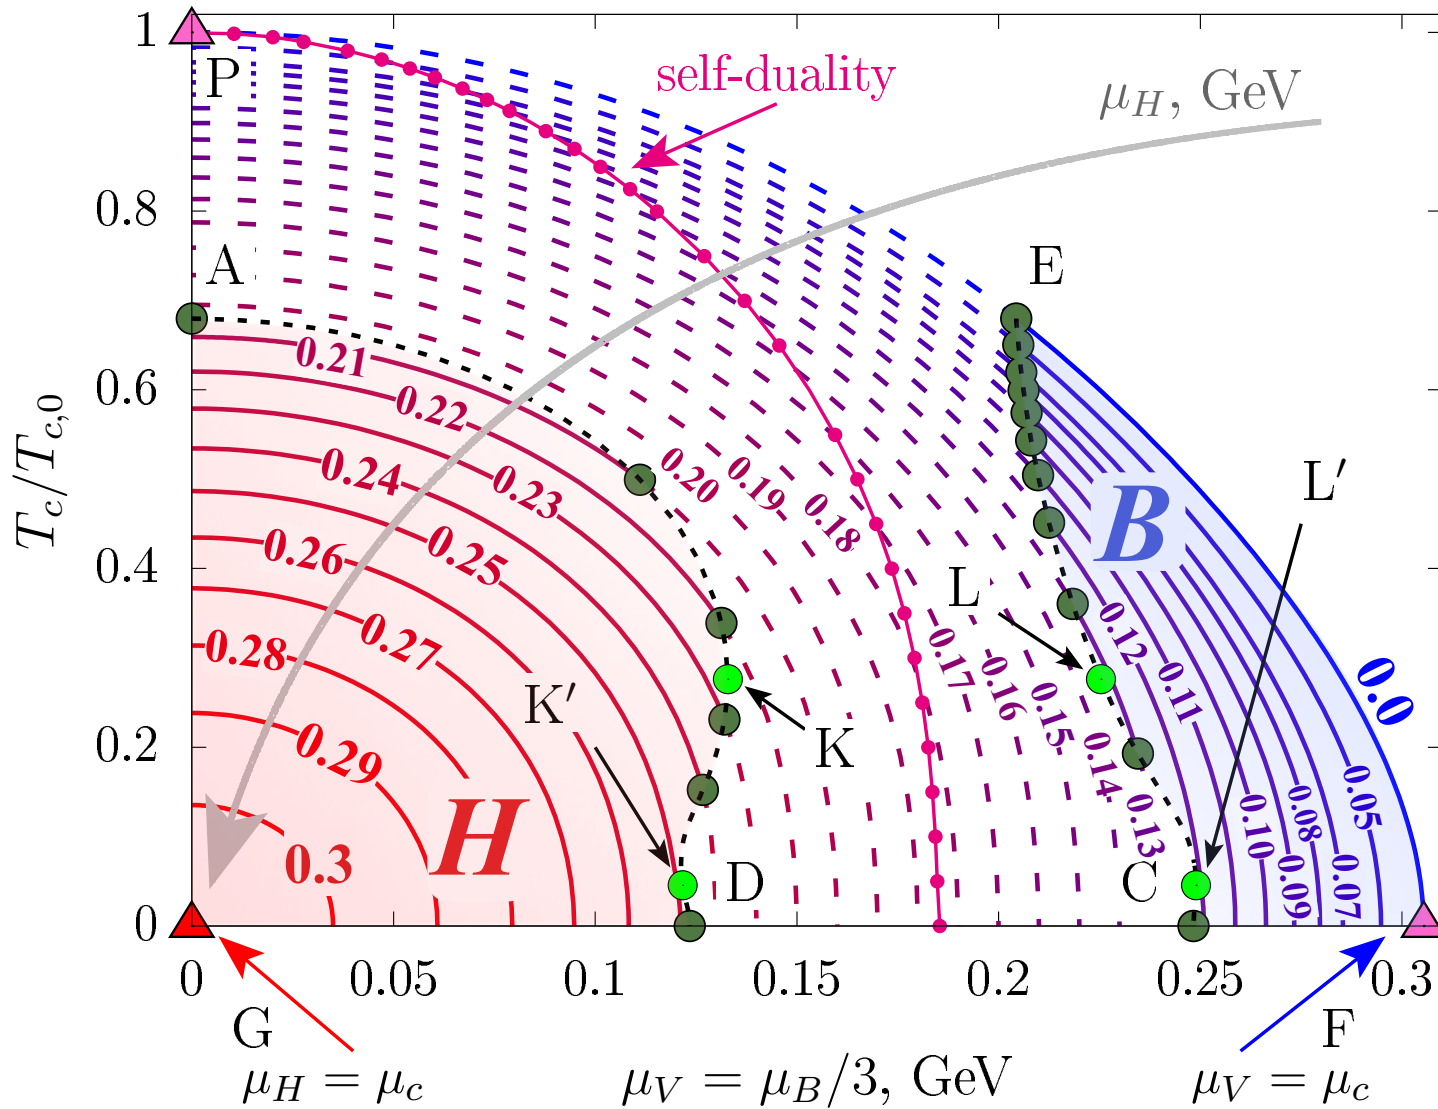 1
P
self-duality
μ_H, GeV
0.8
A
E
0.21
0.6
0.22
T_c/T_{c,0}
0.24
0.23
0.20
0.19
0.18
B
L′
0.4
0.26
0.25
L
0.28
0.27
0.17
0.16
0.15
0.14
0.13
0.12
0.11
0.0
K′
K
0.2
0.29
0.10
0.09
0.08
0.07
0.05
0.3
H
D
C
0
0 0.05 0.1 0.15 0.2 0.25 0.3
G
F
μ_H = μ_c
μ_V = μ_B/3, GeV
μ_V = μ_c